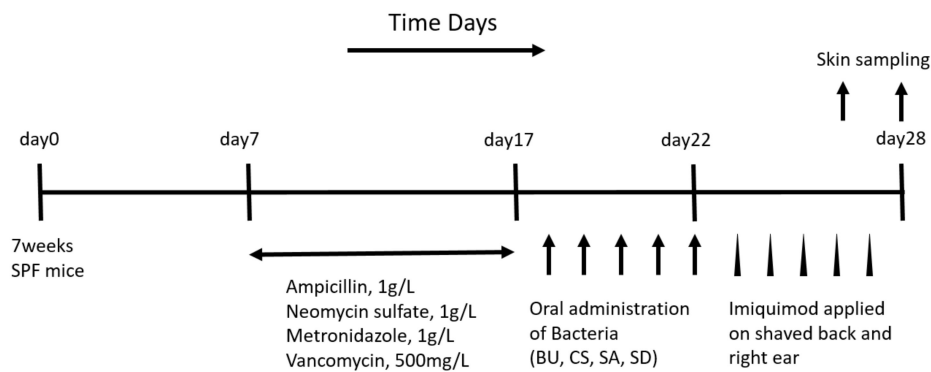 Time Days
Skin sampling
day0
day7
day17
day22
day28
7weeks
SPF mice
Ampicillin, 1g/L
Neomycin sulfate, 1g/L
Metronidazole, 1g/L
Vancomycin, 500mg/L
Oral administration
of Bacteria
(BU, CS, SA, SD)
Imiquimod applied
on shaved back and
right ear